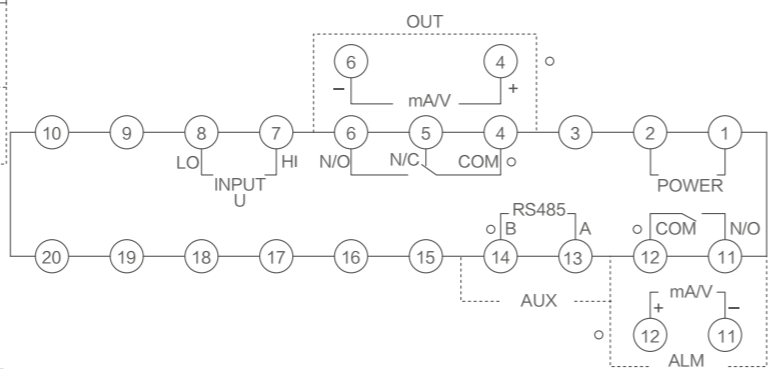 OUT
6 4
− mA/V +
10 9 8 7 6 5 4 3 2 1
LO HI N/O N/C COM
INPUT
U
POWER
RS485
B A COM N/O
20 19 18 17 16 15 14 13 12 11
AUX
mA/V
+ −
12 11
ALM